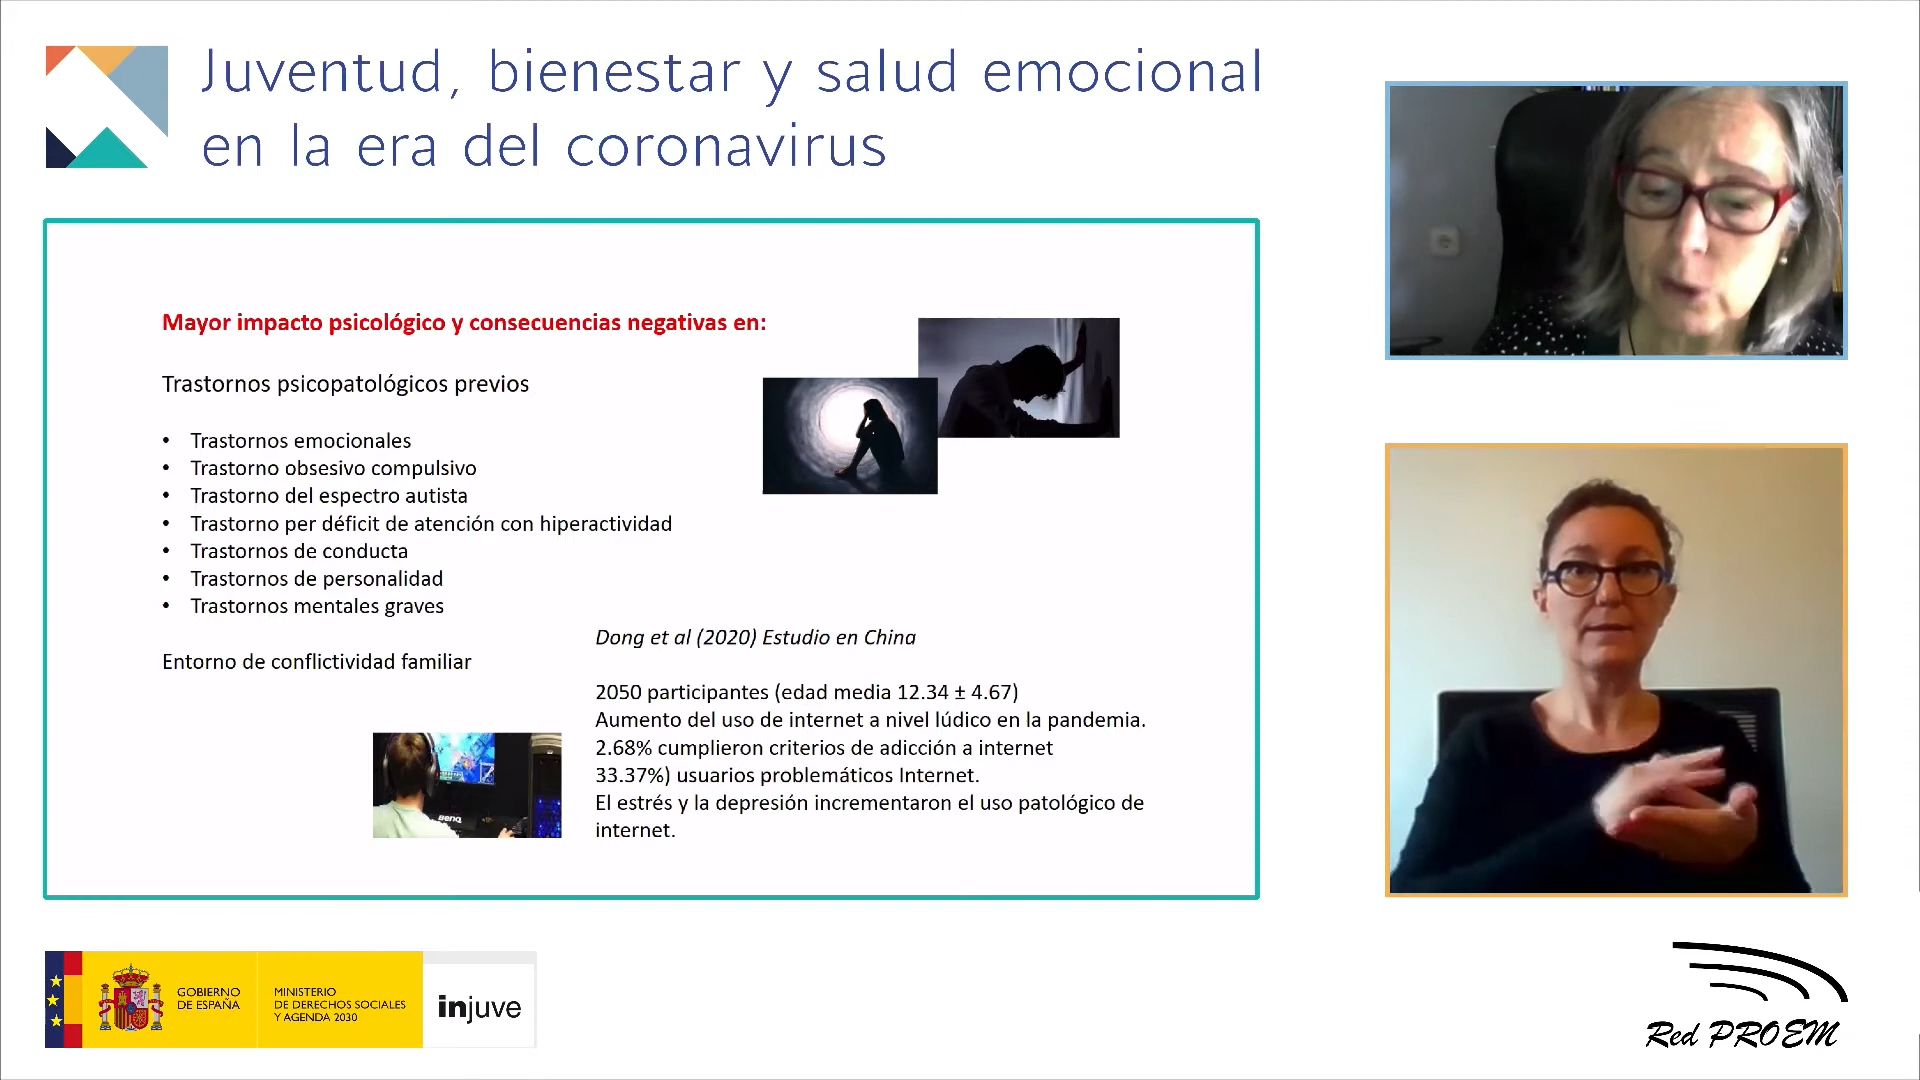 Juventud, bienestar y salud emocional
en la era del coronavirus
Mayor impacto psicológico y consecuencias negativas en:
Trastornos psicopatológicos previos
• Trastornos emocionales
• Trastorno obsesivo compulsivo
• Trastorno del espectro autista
• Trastorno per déficit de atención con hiperactividad
• Trastornos de conducta
• Trastornos de personalidad
• Trastornos mentales graves
Entorno de conflictividad familiar
Dong et al (2020) Estudio en China
2050 participantes (edad media 12.34 ± 4.67)
Aumento del uso de internet a nivel lúdico en la pandemia.
2.68% cumplieron criterios de adicción a internet
33.37%) usuarios problemáticos Internet.
El estrés y la depresión incrementaron el uso patológico de
internet.
BenQ
GOBIERNO
DE ESPAÑA
MINISTERIO
DE DERECHOS SOCIALES
Y AGENDA 2030
injuve
Red PROEM